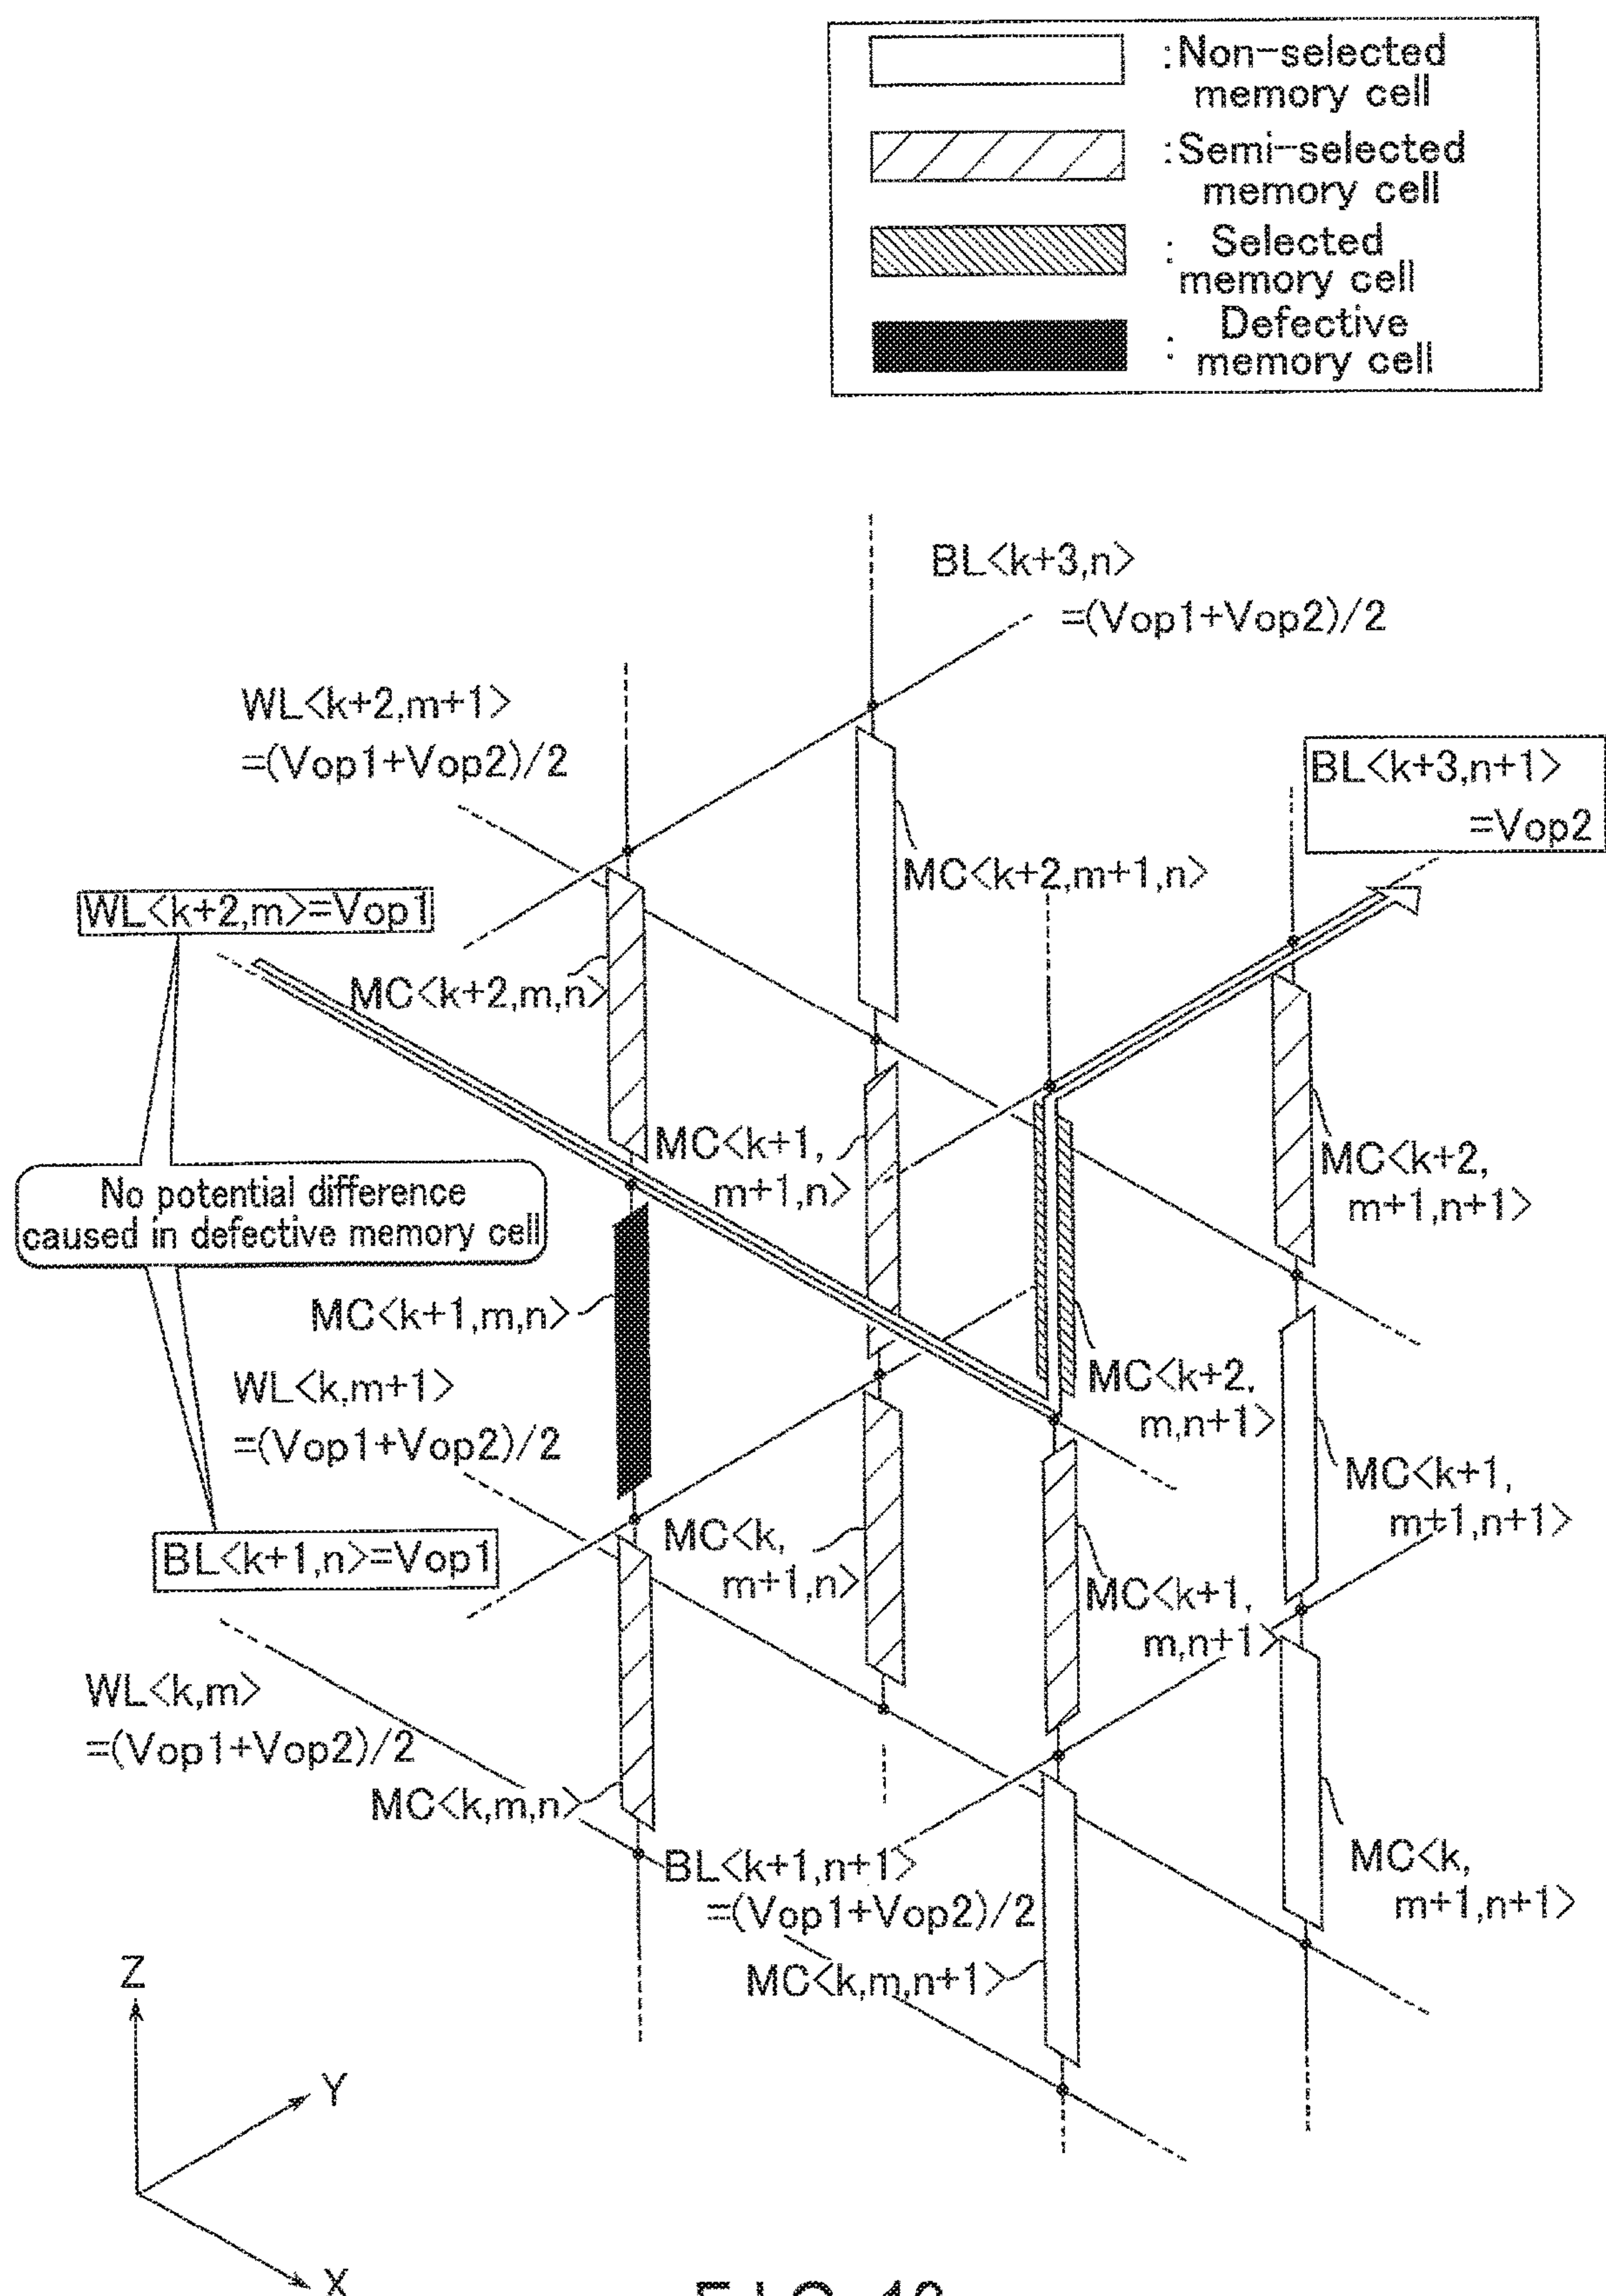 :Non-selected
memory cell
:Semi-selected
memory cell
: Selected
memory cell
: Defective
memory cell
BL<k+3,n>
=(Vop1+Vop2)/2
WL<k+2,m+1>
=(Vop1+Vop2)/2
BL<k+3,n+1>
=Vop2
MC<k+2,m+1,n>
WL<k+2,m>=Vop1
MC<k+2,m,n>
MC<k+1,
m+1,n>
MC<k+2,
m+1,n+1>
No potential difference
caused in defective memory cell
MC<k+1,m,n>
WL<k,m+1>
=(Vop1+Vop2)/2
MC<k+2,
m,n+1>
MC<k+1,
m+1,n+1>
BL<k+1,n>=Vop1
MC<k,
m+1,n>
MC<k+1,
m,n+1>
WL<k,m>
=(Vop1+Vop2)/2
MC<k,m,n>
BL<k+1,n+1>
=(Vop1+Vop2)/2
MC<k,
m+1,n+1>
MC<k,m,n+1>
Z
Y
X